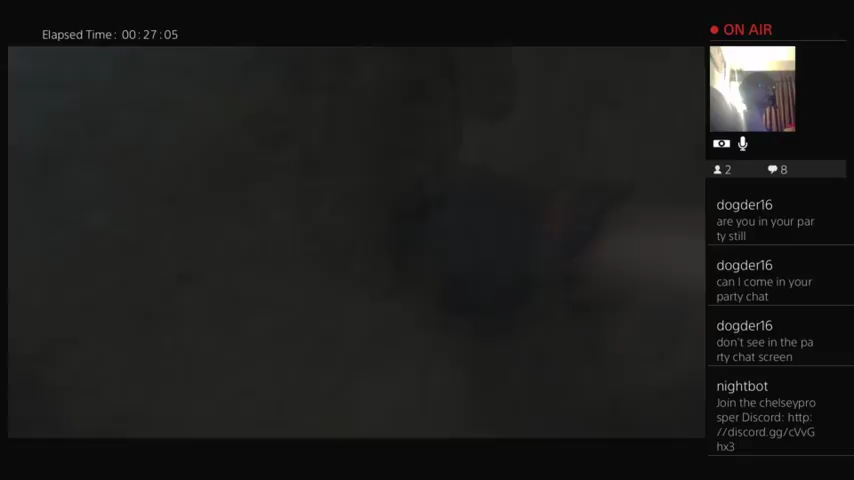 Elapsed Time: 00:27:05
ON AIR
2
8
dogder16
are you in your par
ty still
dogder16
can I come in your
party chat
dogder16
don't see in the pa
rty chat screen
nightbot
Join the chelseypro
sper Discord: http:
//discord.gg/cVvG
hx3